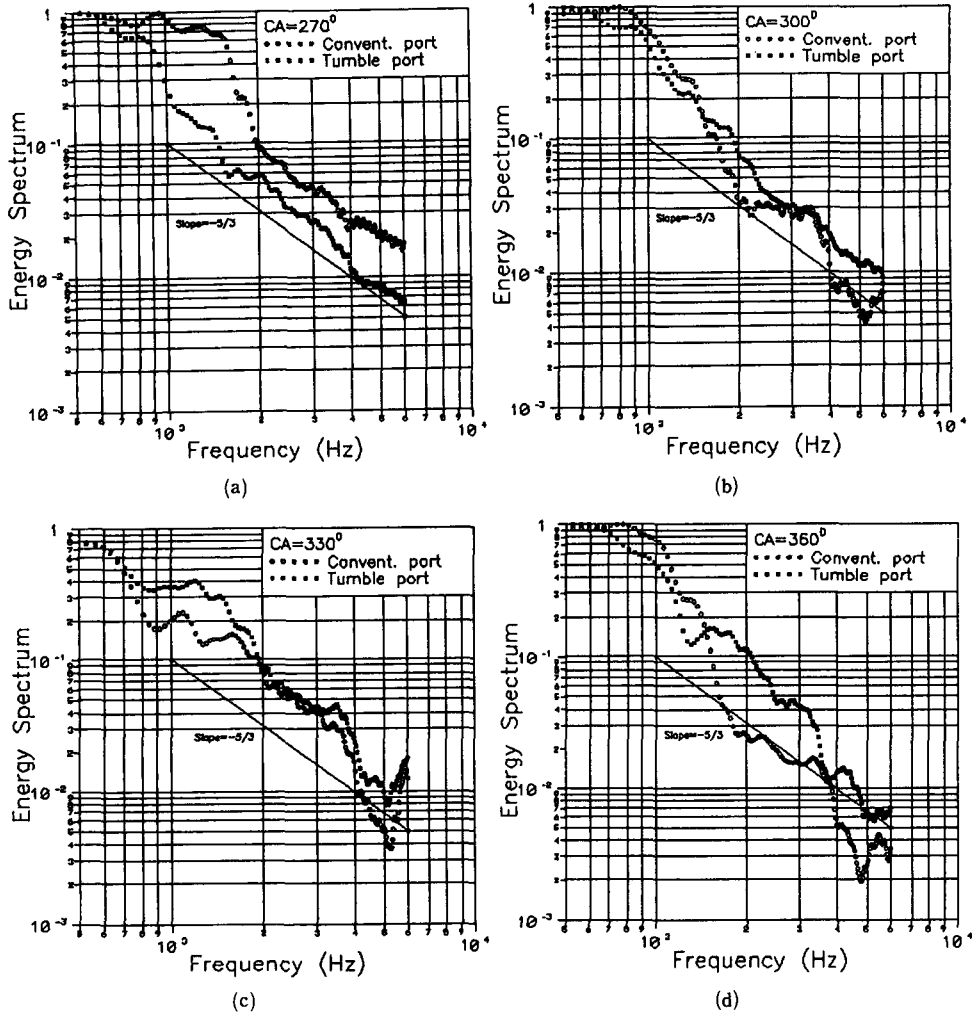 CA=270⁰
Convent. port
Tumble port
Slope=-5/3
Energy Spectrum
1
10⁻¹
10⁻²
10⁻³
10³
10⁴
Frequency (Hz)
(a)
CA=300⁰
Convent. port
Tumble port
Slope=-5/3
Energy Spectrum
1
10⁻¹
10⁻²
10⁻³
10³
10⁴
Frequency (Hz)
(b)
CA=330⁰
Convent. port
Tumble port
Slope=-5/3
Energy Spectrum
1
10⁻¹
10⁻²
10⁻³
10³
10⁴
Frequency (Hz)
(c)
CA=360⁰
Convent. port
Tumble port
Slope=-5/3
Energy Spectrum
1
10⁻¹
10⁻²
10⁻³
10³
10⁴
Frequency (Hz)
(d)